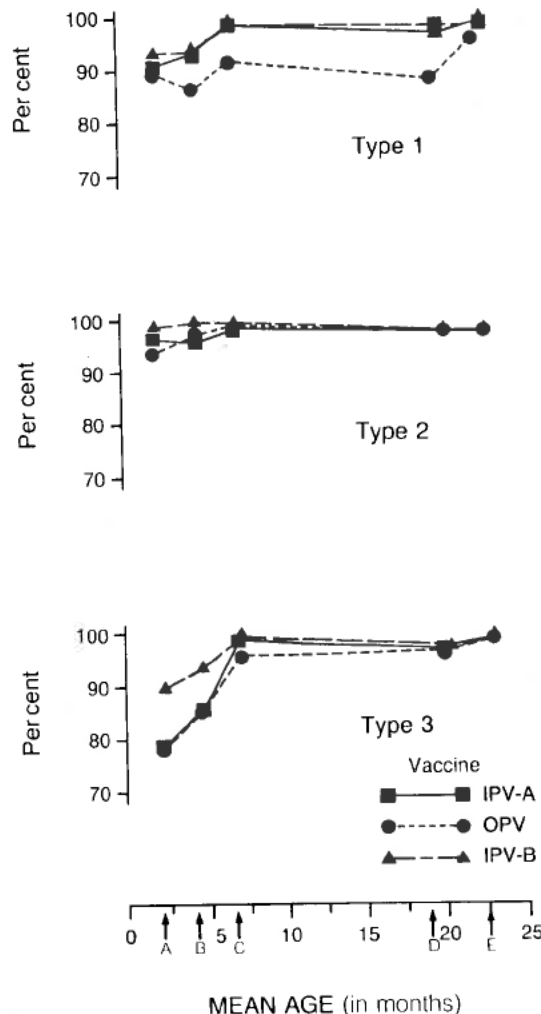 Per cent
100
90
80
70
Type 1
Per cent
100
90
80
70
Type 2
Per cent
100
90
80
70
Type 3
Vaccine
IPV-A
OPV
IPV-B
0 5 10 15 20 25
A B C D E
MEAN AGE (in months)